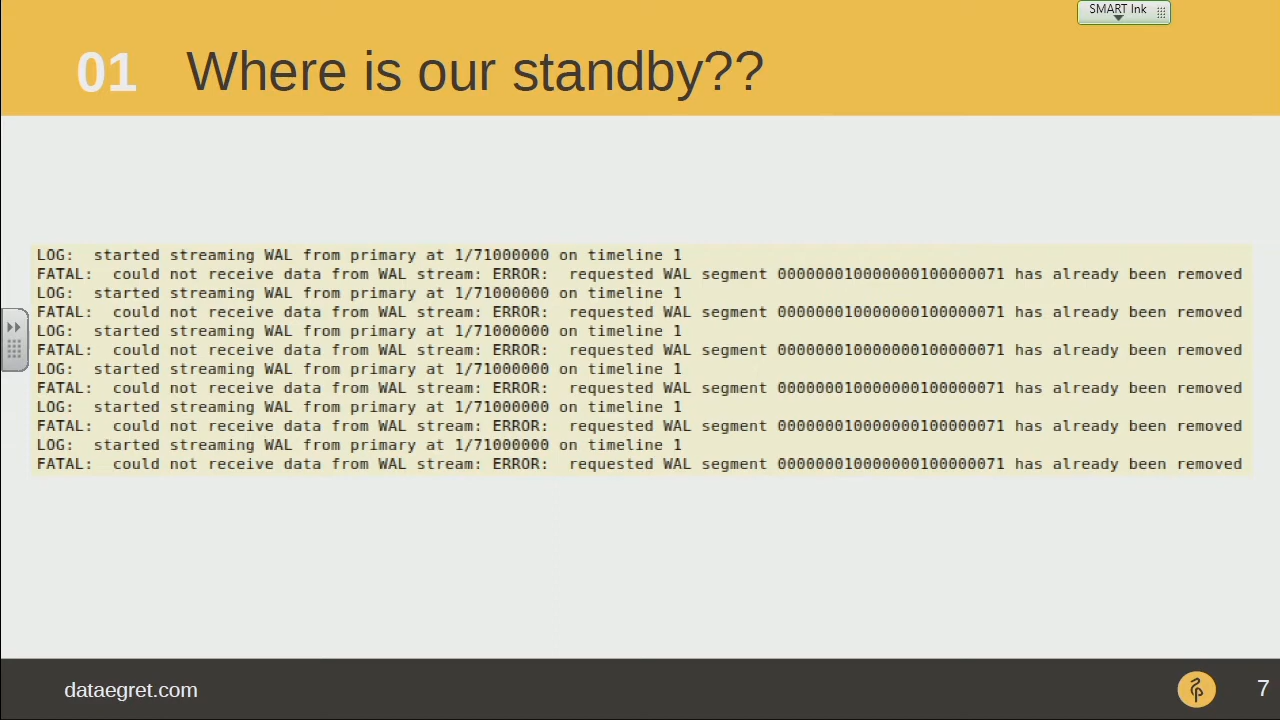 SMART Ink
01 Where is our standby??
LOG:  started streaming WAL from primary at 1/71000000 on timeline 1
FATAL:  could not receive data from WAL stream: ERROR:  requested WAL segment 000000010000000100000071 has already been removed
LOG:  started streaming WAL from primary at 1/71000000 on timeline 1
FATAL:  could not receive data from WAL stream: ERROR:  requested WAL segment 000000010000000100000071 has already been removed
LOG:  started streaming WAL from primary at 1/71000000 on timeline 1
FATAL:  could not receive data from WAL stream: ERROR:  requested WAL segment 000000010000000100000071 has already been removed
LOG:  started streaming WAL from primary at 1/71000000 on timeline 1
FATAL:  could not receive data from WAL stream: ERROR:  requested WAL segment 000000010000000100000071 has already been removed
LOG:  started streaming WAL from primary at 1/71000000 on timeline 1
FATAL:  could not receive data from WAL stream: ERROR:  requested WAL segment 000000010000000100000071 has already been removed
LOG:  started streaming WAL from primary at 1/71000000 on timeline 1
FATAL:  could not receive data from WAL stream: ERROR:  requested WAL segment 000000010000000100000071 has already been removed
dataegret.com
7